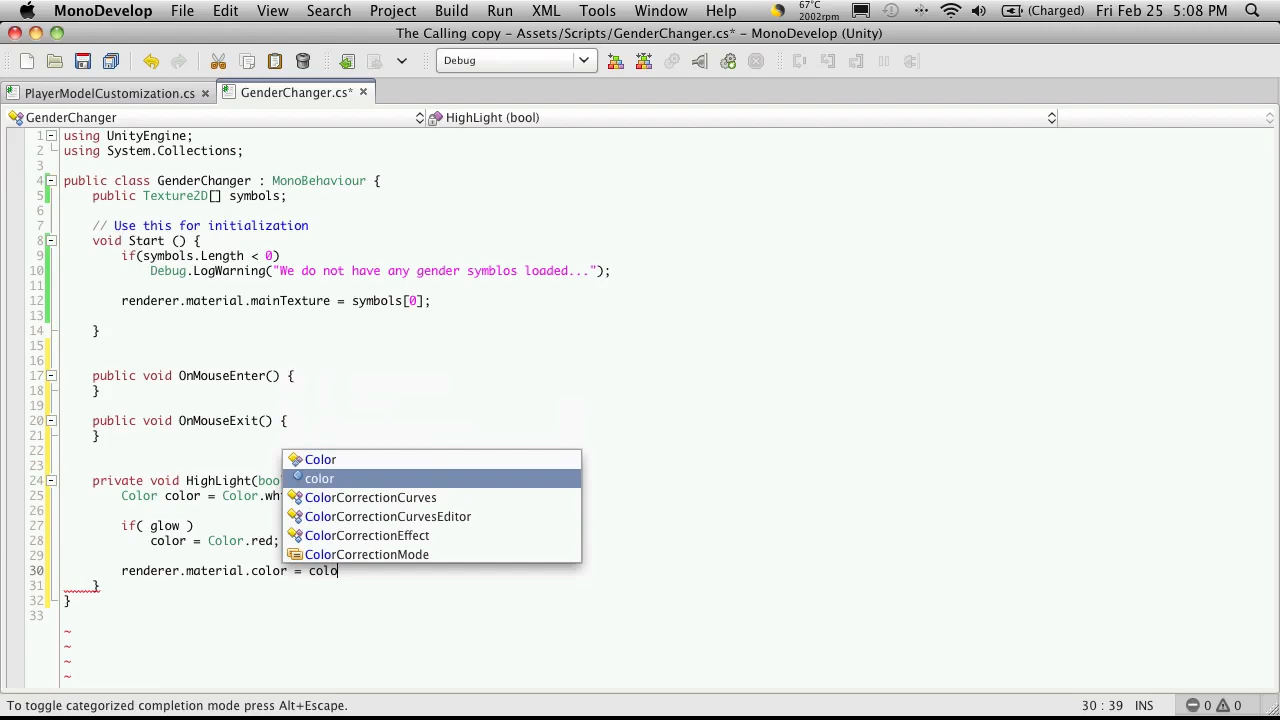 MonoDevelop File Edit View Search Project Build Run XML Tools Window Help 67°C 2002rpm (Charged) Fri Feb 25 5:08 PM
The Calling copy - Assets/Scripts/GenderChanger.cs* - MonoDevelop (Unity)
Debug
PlayerModelCustomization.cs × GenderChanger.cs* ×
GenderChanger HighLight (bool)
1 using UnityEngine;
2 using System.Collections;
3
4 public class GenderChanger : MonoBehaviour {
5 public Texture2D[] symbols;
6
7 // Use this for initialization
8 void Start () {
9 if(symbols.Length < 0)
10 Debug.LogWarning("We do not have any gender symblos loaded...");
11
12 renderer.material.mainTexture = symbols[0];
13
14 }
15
16
17 public void OnMouseEnter() {
18 }
19
20 public void OnMouseExit() {
21 }
22
23
24 private void HighLight(boo
25 Color color = Color.wh
26
27 if( glow )
28 color = Color.red;
29
30 renderer.material.color = colo
31 }
32 }
33
Color
color
ColorCorrectionCurves
ColorCorrectionCurvesEditor
ColorCorrectionEffect
ColorCorrectionMode
~
~
~
~
To toggle categorized completion mode press Alt+Escape. 30 : 39 INS 0 0